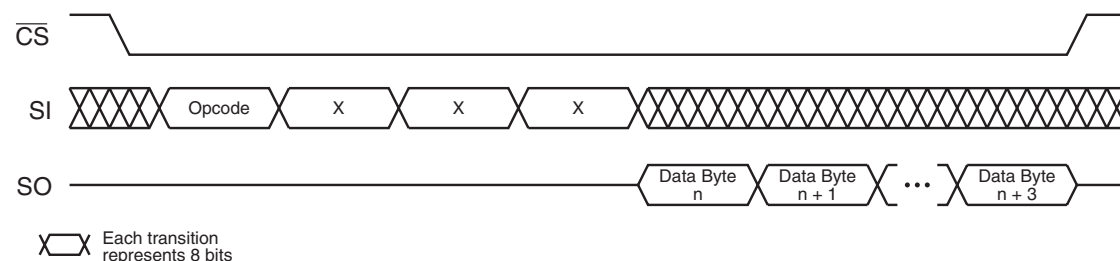 CS
SI
Opcode X X X
SO
Data Byte
n
Data Byte
n + 1
•••
Data Byte
n + 3
Each transition
represents 8 bits